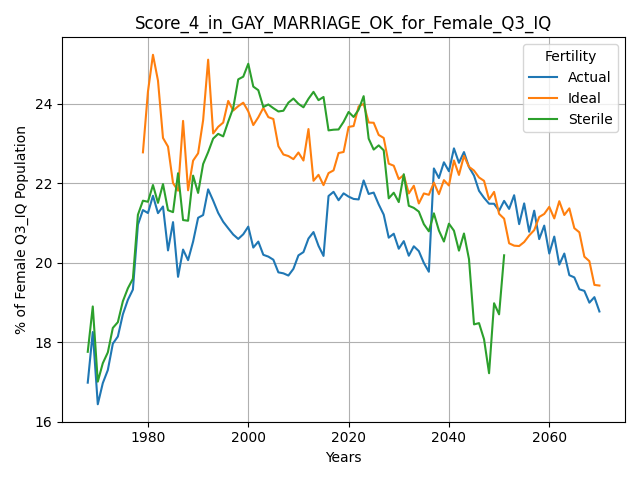 Score_4_in_GAY_MARRIAGE_OK_for_Female_Q3_IQ
% of Female Q3_IQ Population
24
22
20
18
16
Fertility
Actual
Ideal
Sterile
1980
2000
2020
2040
2060
Years